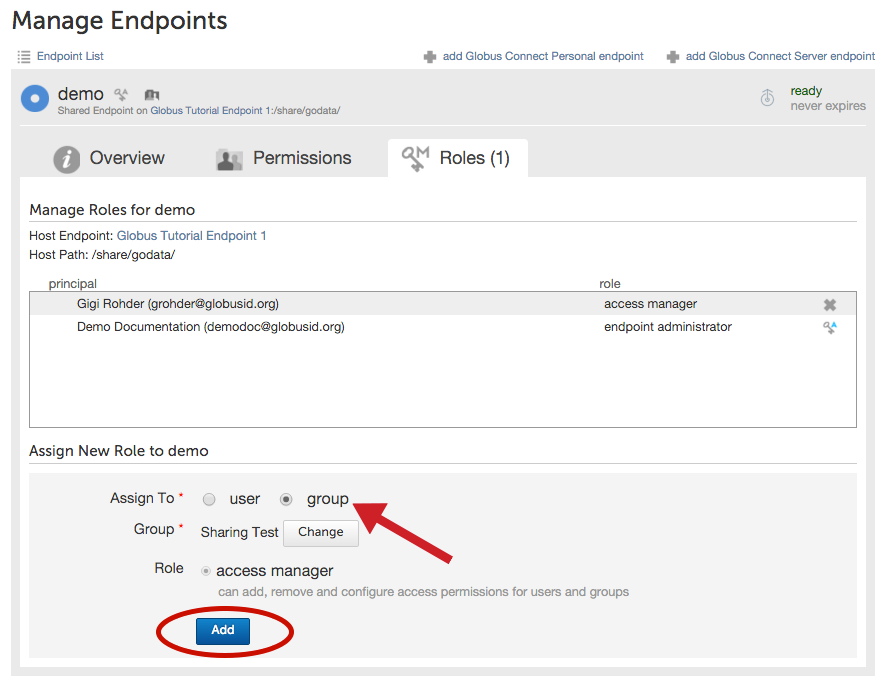 Manage Endpoints
Endpoint List add Globus Connect Personal endpoint add Globus Connect Server endpoint
demo ready
Shared Endpoint on Globus Tutorial Endpoint 1:/share/godata/ never expires
Overview Permissions Roles (1)
Manage Roles for demo
Host Endpoint: Globus Tutorial Endpoint 1
Host Path: /share/godata/
principal role
Gigi Rohder (grohder@globusid.org) access manager
Demo Documentation (demodoc@globusid.org) endpoint administrator
Assign New Role to demo
Assign To * user group
Group * Sharing Test Change
Role access manager
can add, remove and configure access permissions for users and groups
Add